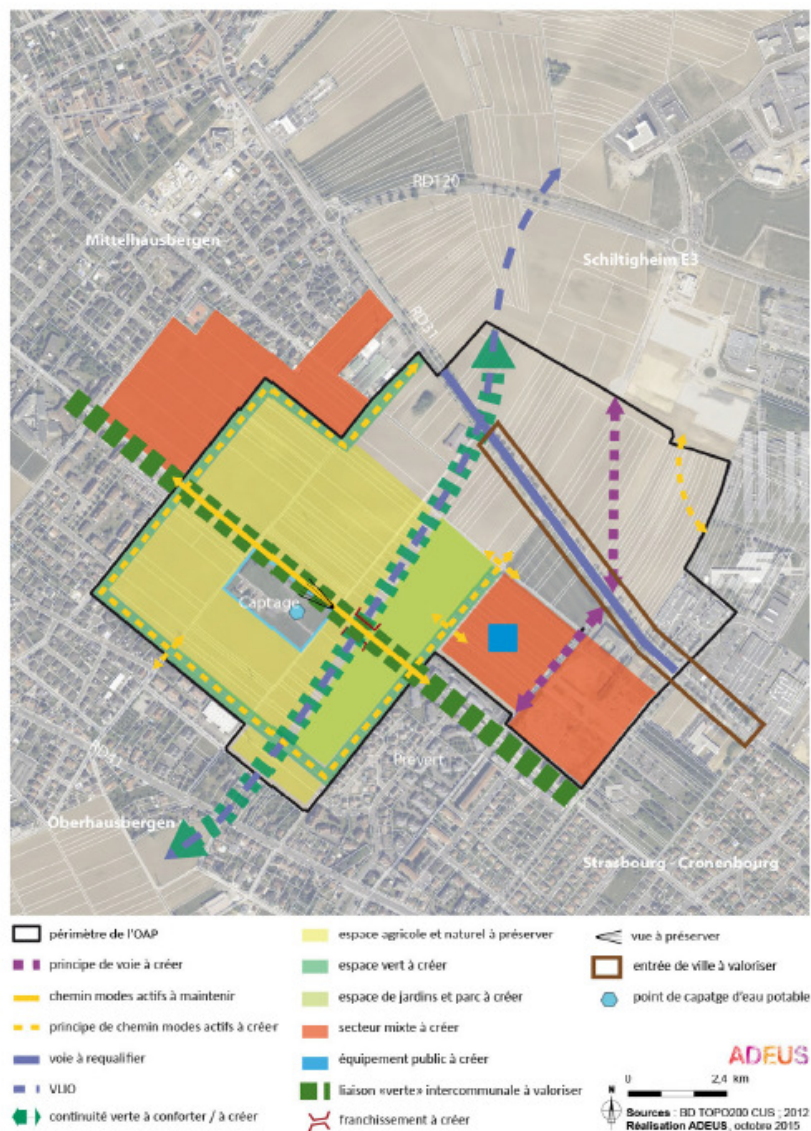 RD120
Mittelhausbergen
Schiltigheim E3
RD31
Captage
Prévert
RD41
Oberhausbergen
Strasbourg - Cronenbourg
périmètre de l'OAP
principe de voie à créer
chemin modes actifs à maintenir
principe de chemin modes actifs à créer
voie à requalifier
VLIO
continuité verte à conforter / à créer
espace agricole et naturel à préserver
espace vert à créer
espace de jardins et parc à créer
secteur mixte à créer
équipement public à créer
liaison «verte» intercommunale à valoriser
franchissement à créer
vue à préserver
entrée de ville à valoriser
point de capatge d'eau potable
ADEUS
0 2,4 km
N
Sources : BD TOPO200 CUS ; 2012
Réalisation ADEUS, octobre 2015